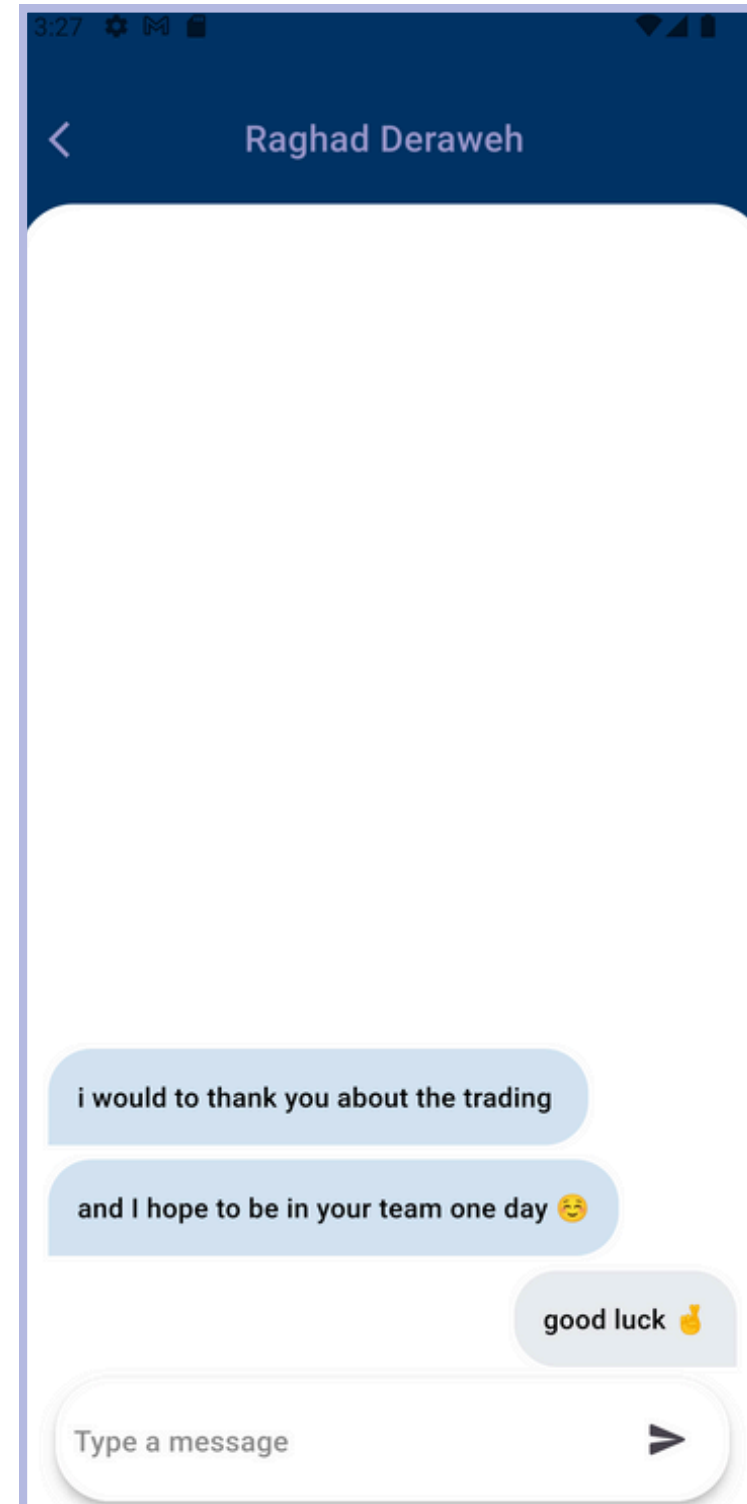 3:27
Raghad Deraweh
i would to thank you about the trading
and I hope to be in your team one day ☺️
good luck 🤞
Type a message